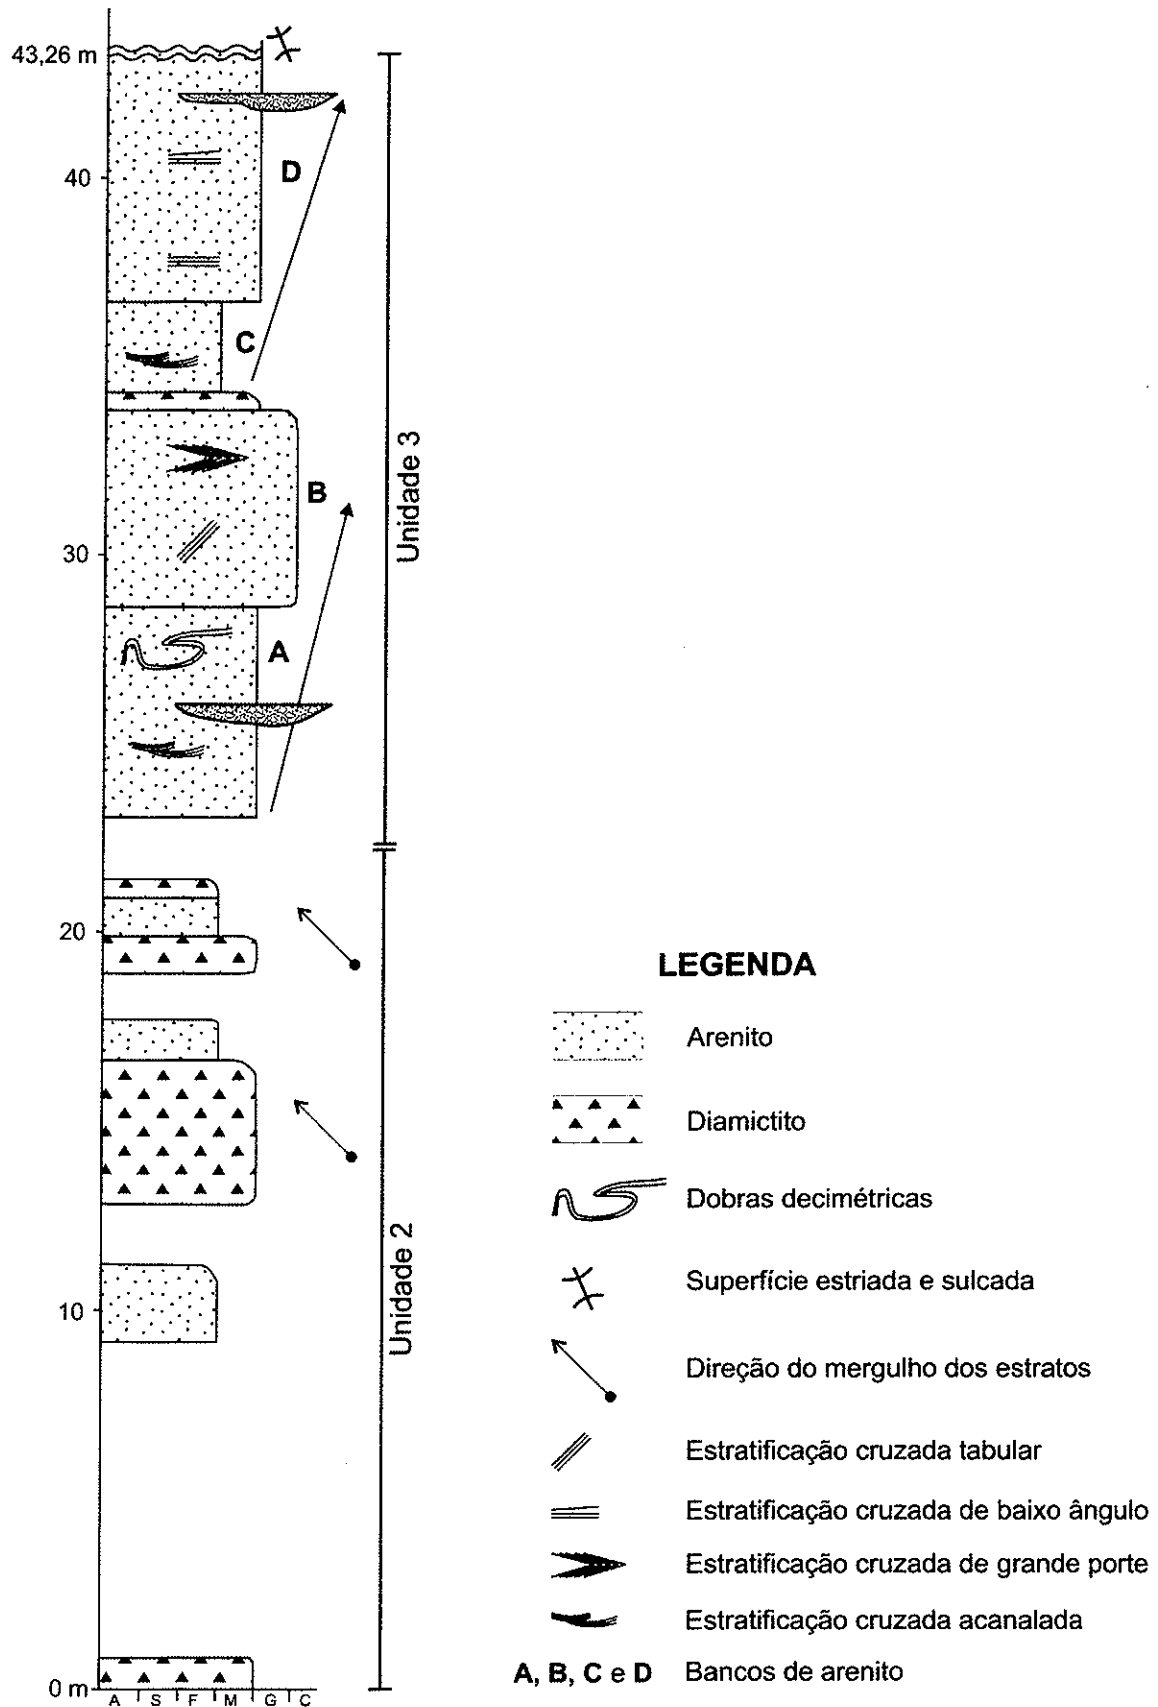 43,26 m
D
40
C
B
Unidade 3
30
A
20
Unidade 2
10
0 m
A S F M G C
LEGENDA
Arenito
Diamictito
Dobras decimétricas
Superfície estriada e sulcada
Direção do mergulho dos estratos
Estratificação cruzada tabular
Estratificação cruzada de baixo ângulo
Estratificação cruzada de grande porte
Estratificação cruzada acanalada
A, B, C e D Bancos de arenito